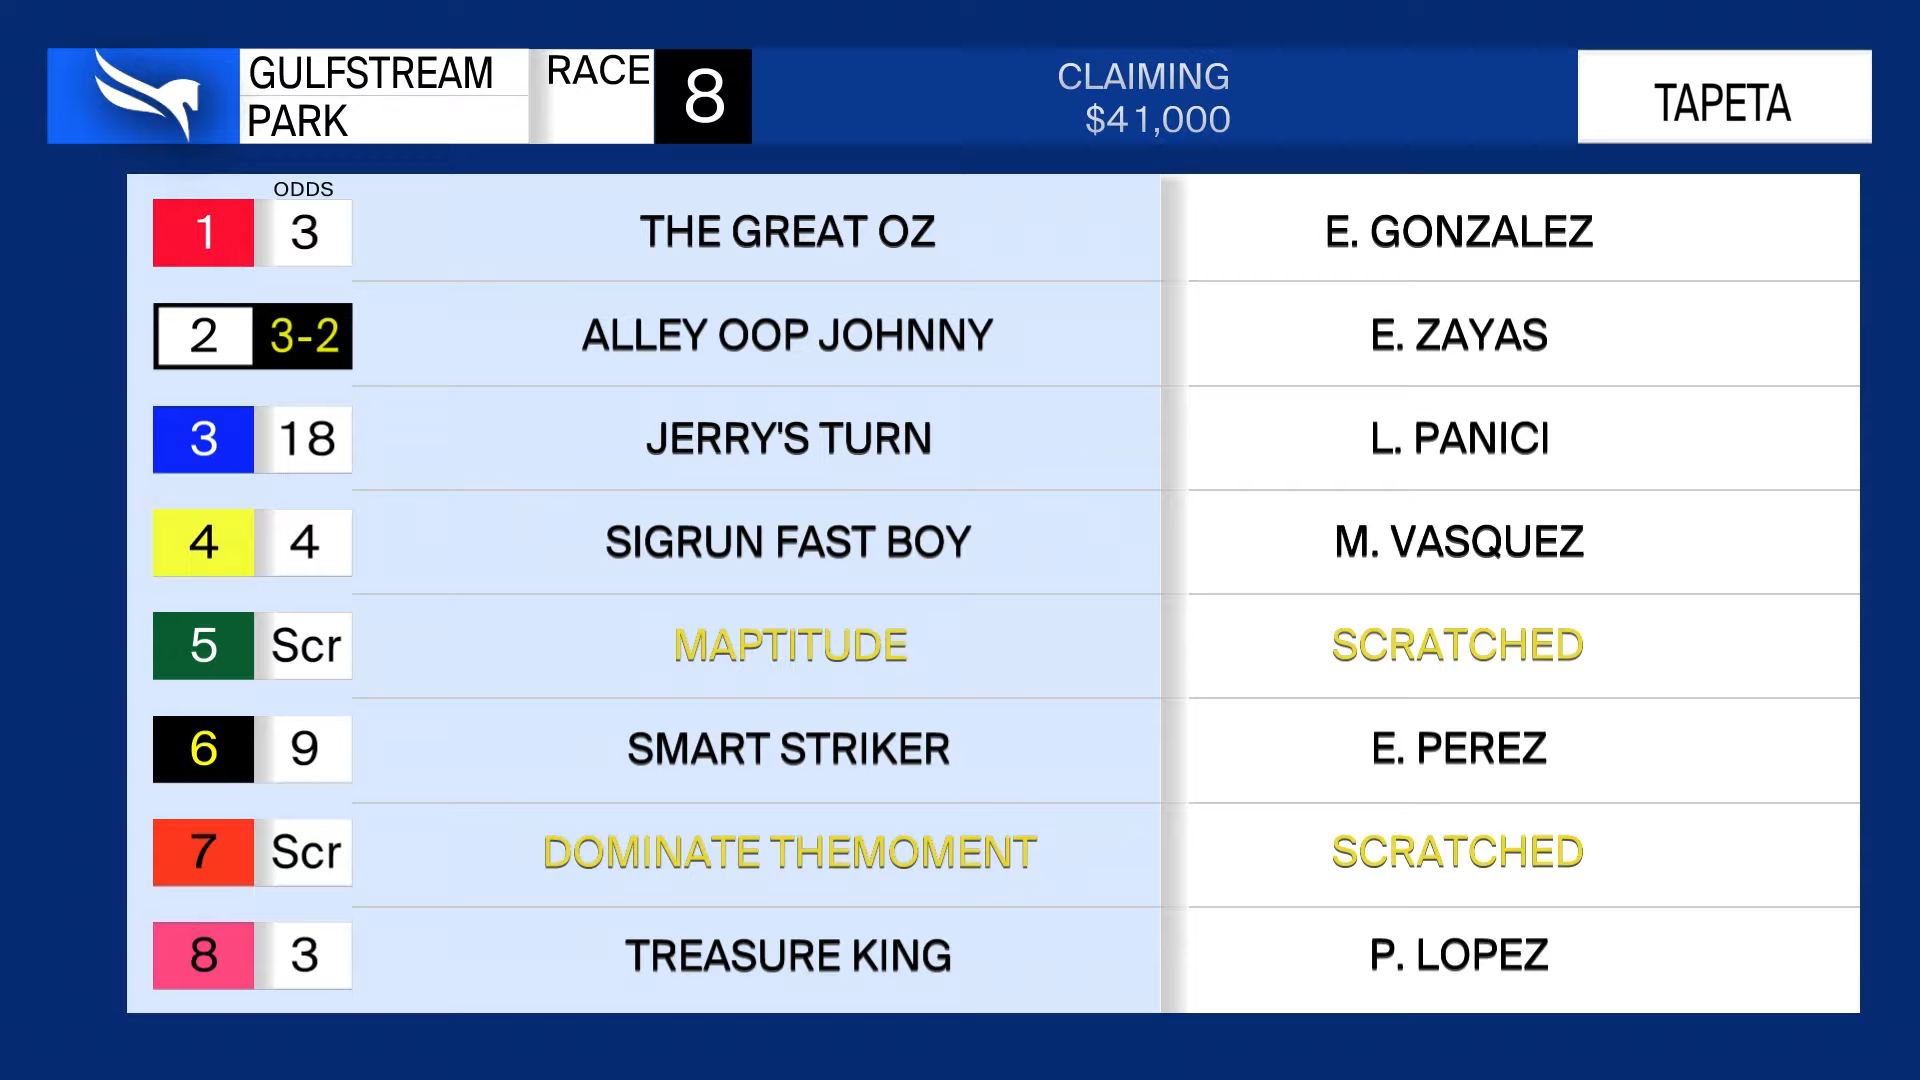 GULFSTREAM
PARK
RACE
8
CLAIMING
$41,000
TAPETA
ODDS
1 3 THE GREAT OZ E. GONZALEZ
2 3-2 ALLEY OOP JOHNNY E. ZAYAS
3 18 JERRY'S TURN L. PANICI
4 4 SIGRUN FAST BOY M. VASQUEZ
5 Scr MAPTITUDE SCRATCHED
6 9 SMART STRIKER E. PEREZ
7 Scr DOMINATE THEMOMENT SCRATCHED
8 3 TREASURE KING P. LOPEZ